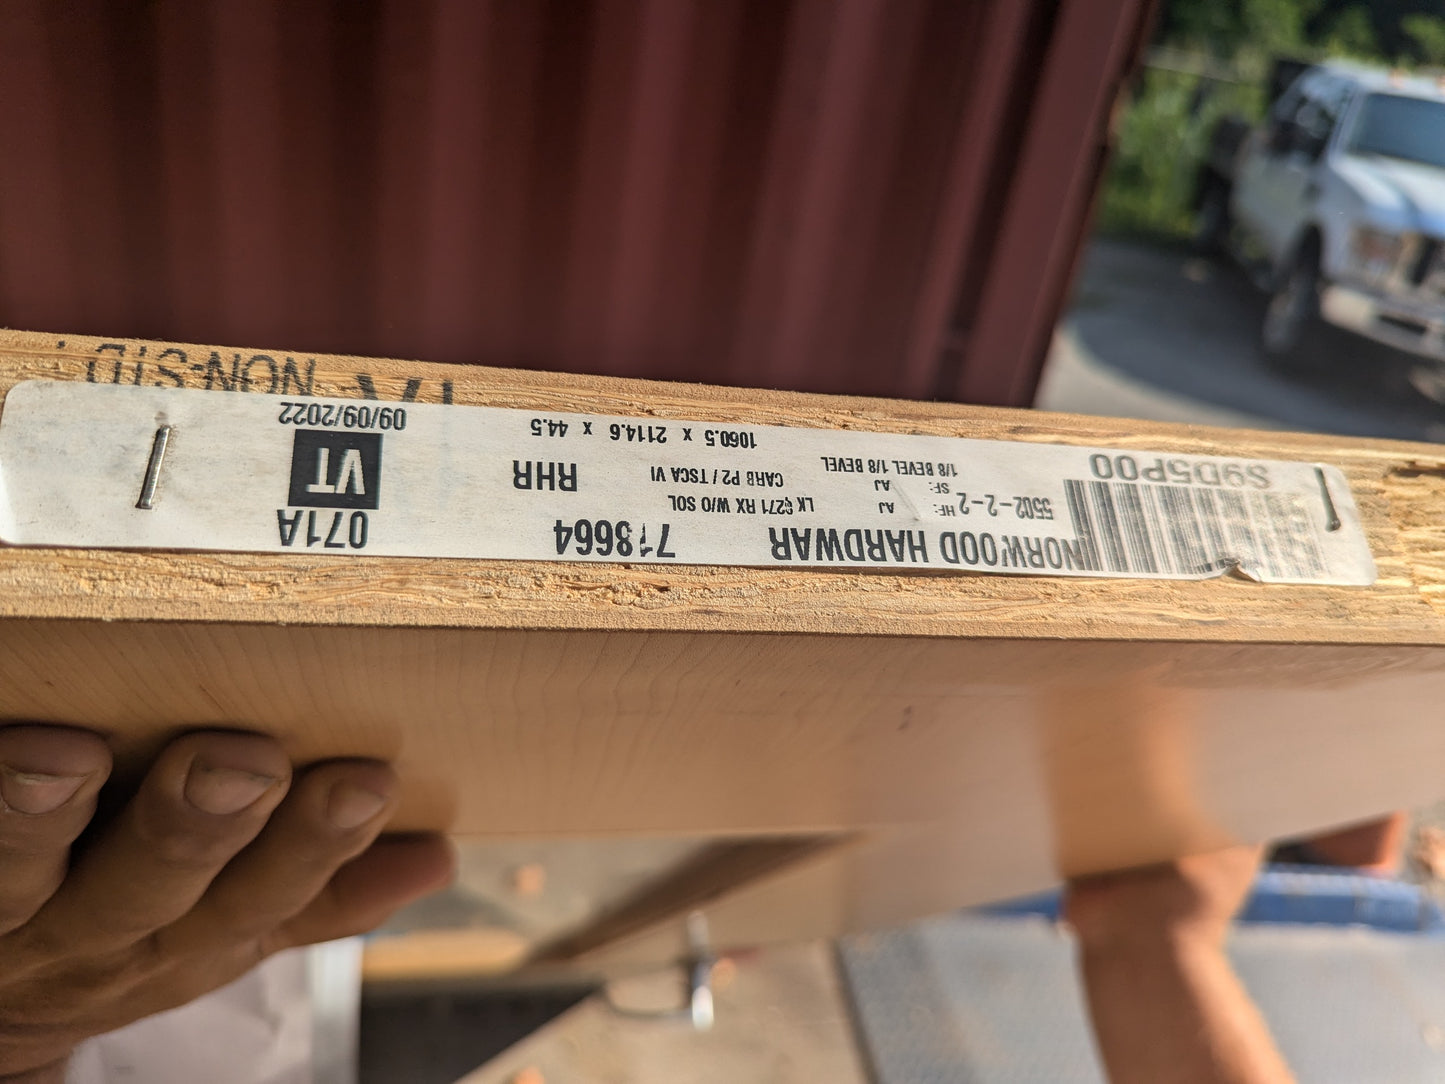 NORWOOD HARDWAR 718664 071A
5502-2-2 HF: AJ LK 8271 RX W/O SOL VT
SF: AJ
S9D5P00 1/8 BEVEL 1/8 BEVEL CARB P2 / TSCA VI RHR
1060.5 x 2114.6 x 44.5 09/09/2022
NON-STD.